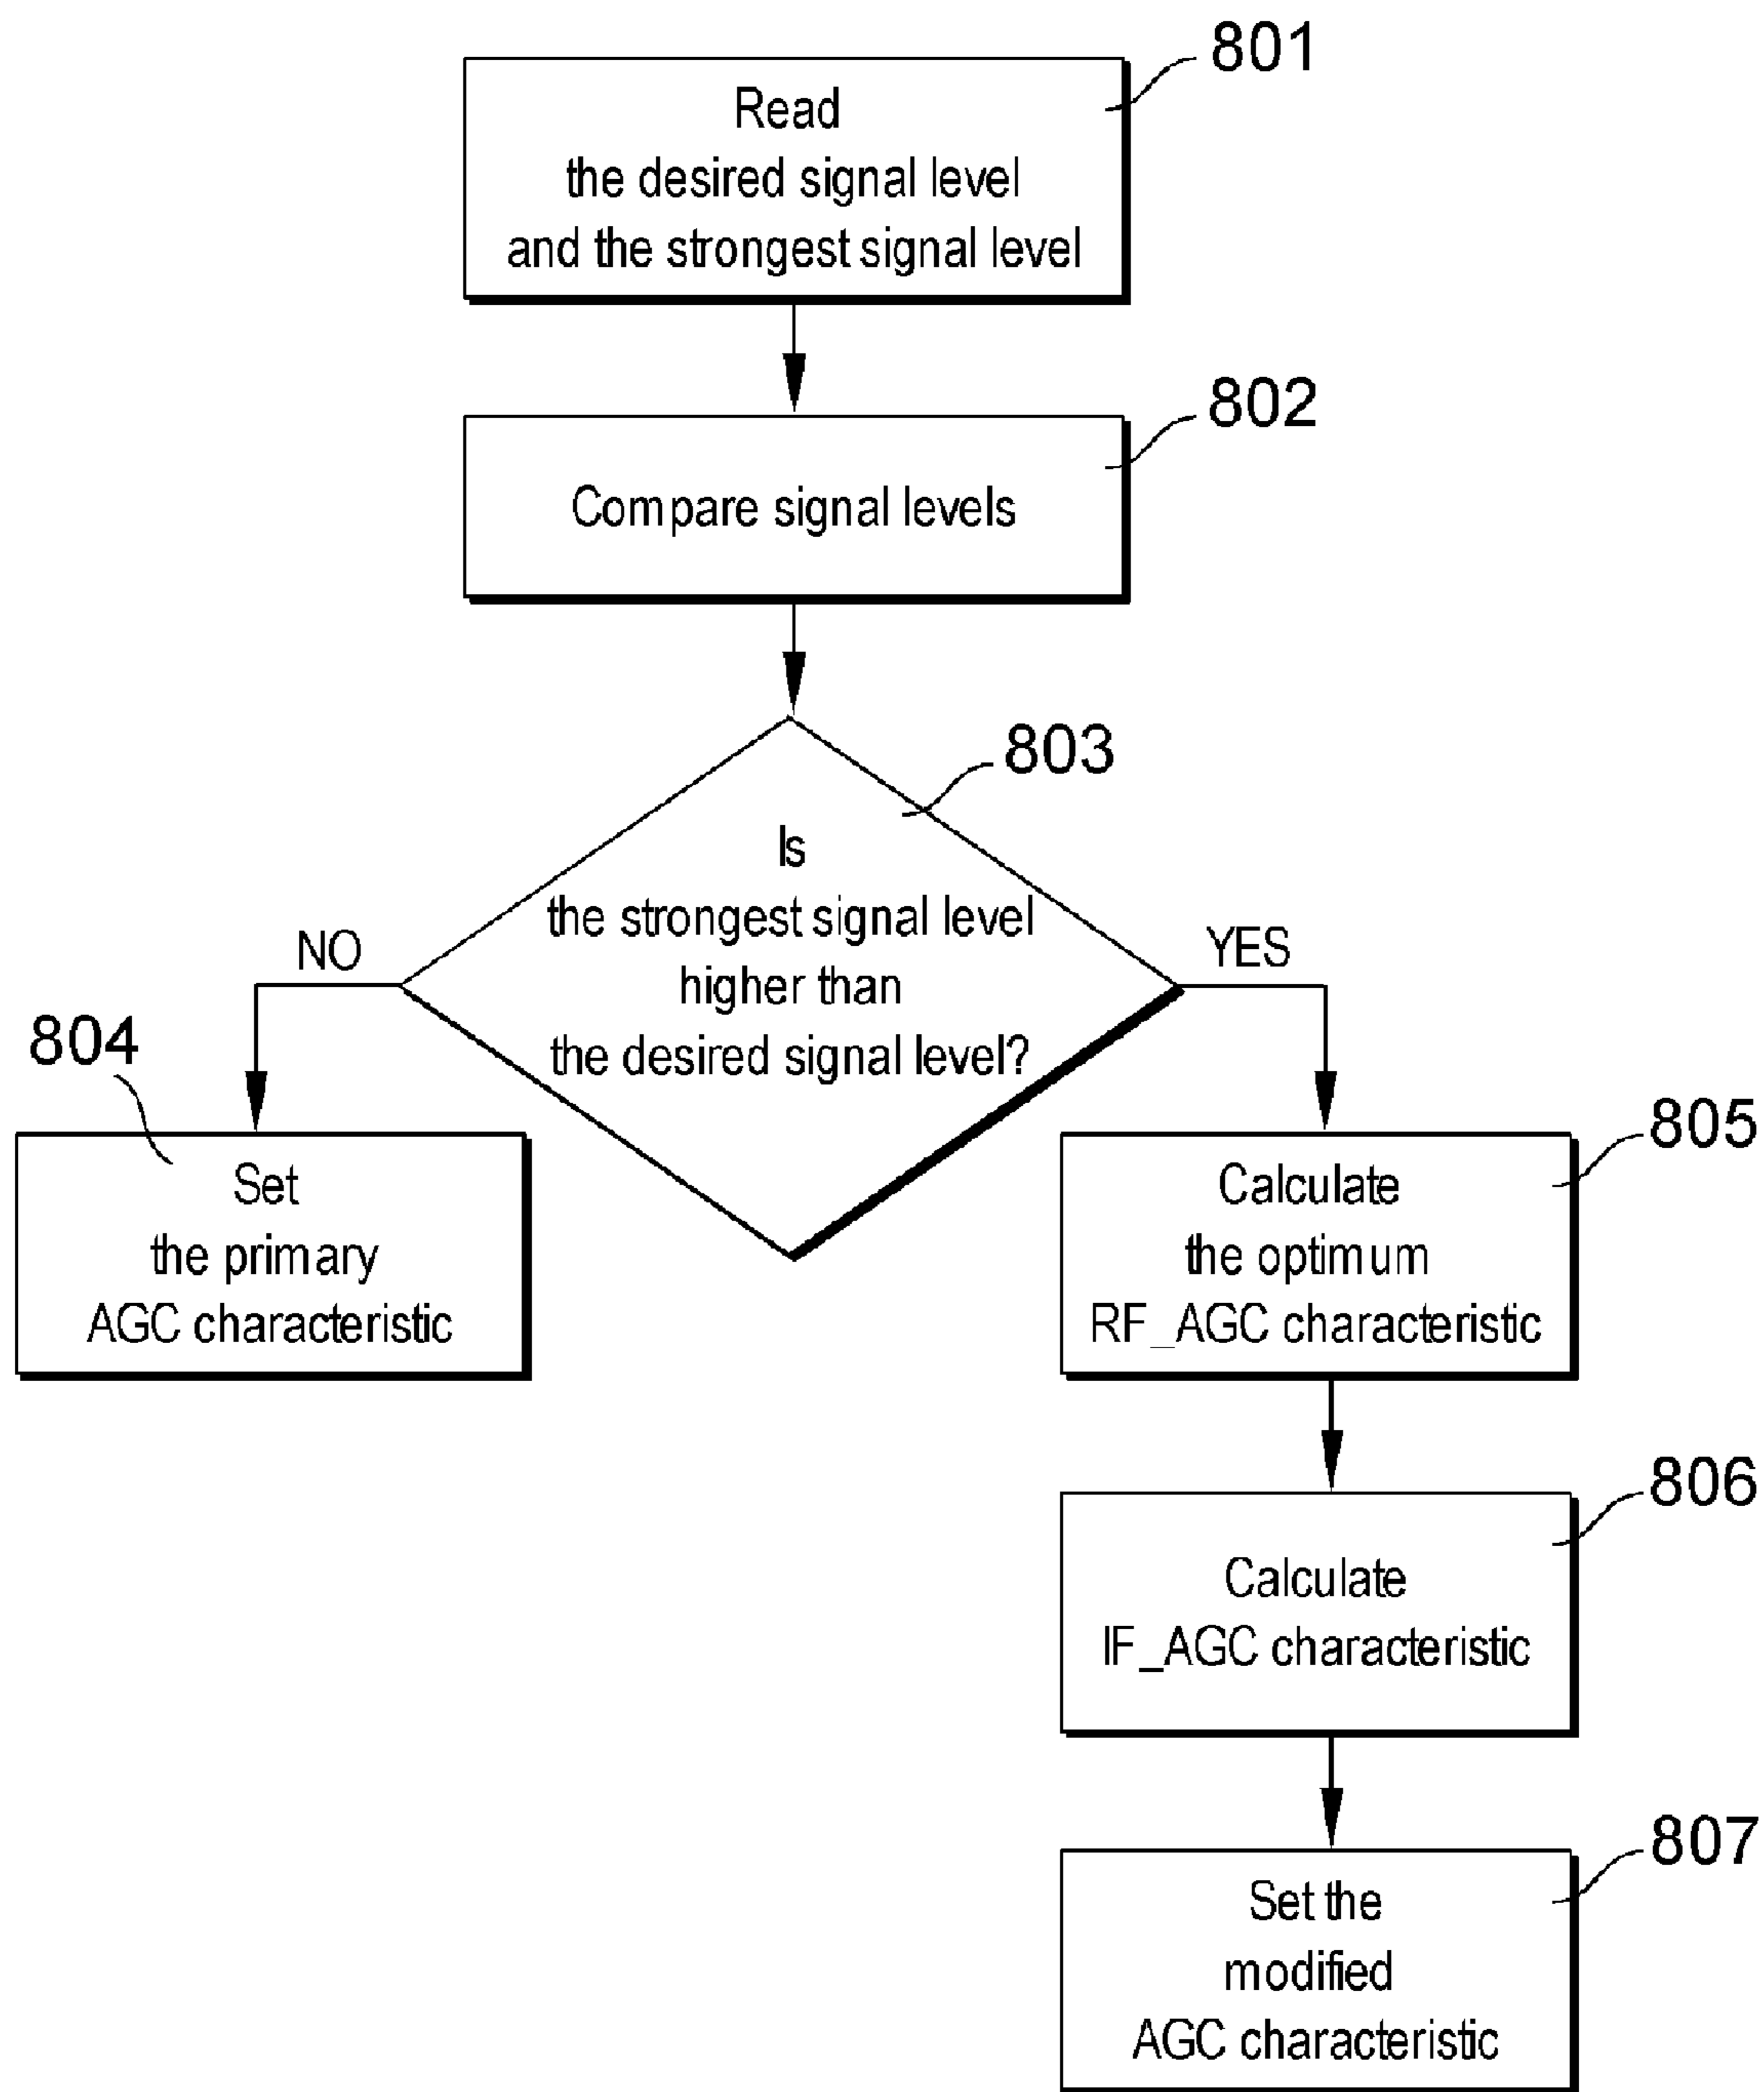 801
Read
the desired signal level
and the strongest signal level
802
Compare signal levels
803
Is
the strongest signal level
higher than
the desired signal level?
NO
YES
804
Set
the primary
AGC characteristic
805
Calculate
the optimum
RF_AGC characteristic
806
Calculate
IF_AGC characteristic
807
Set the
modified
AGC characteristic